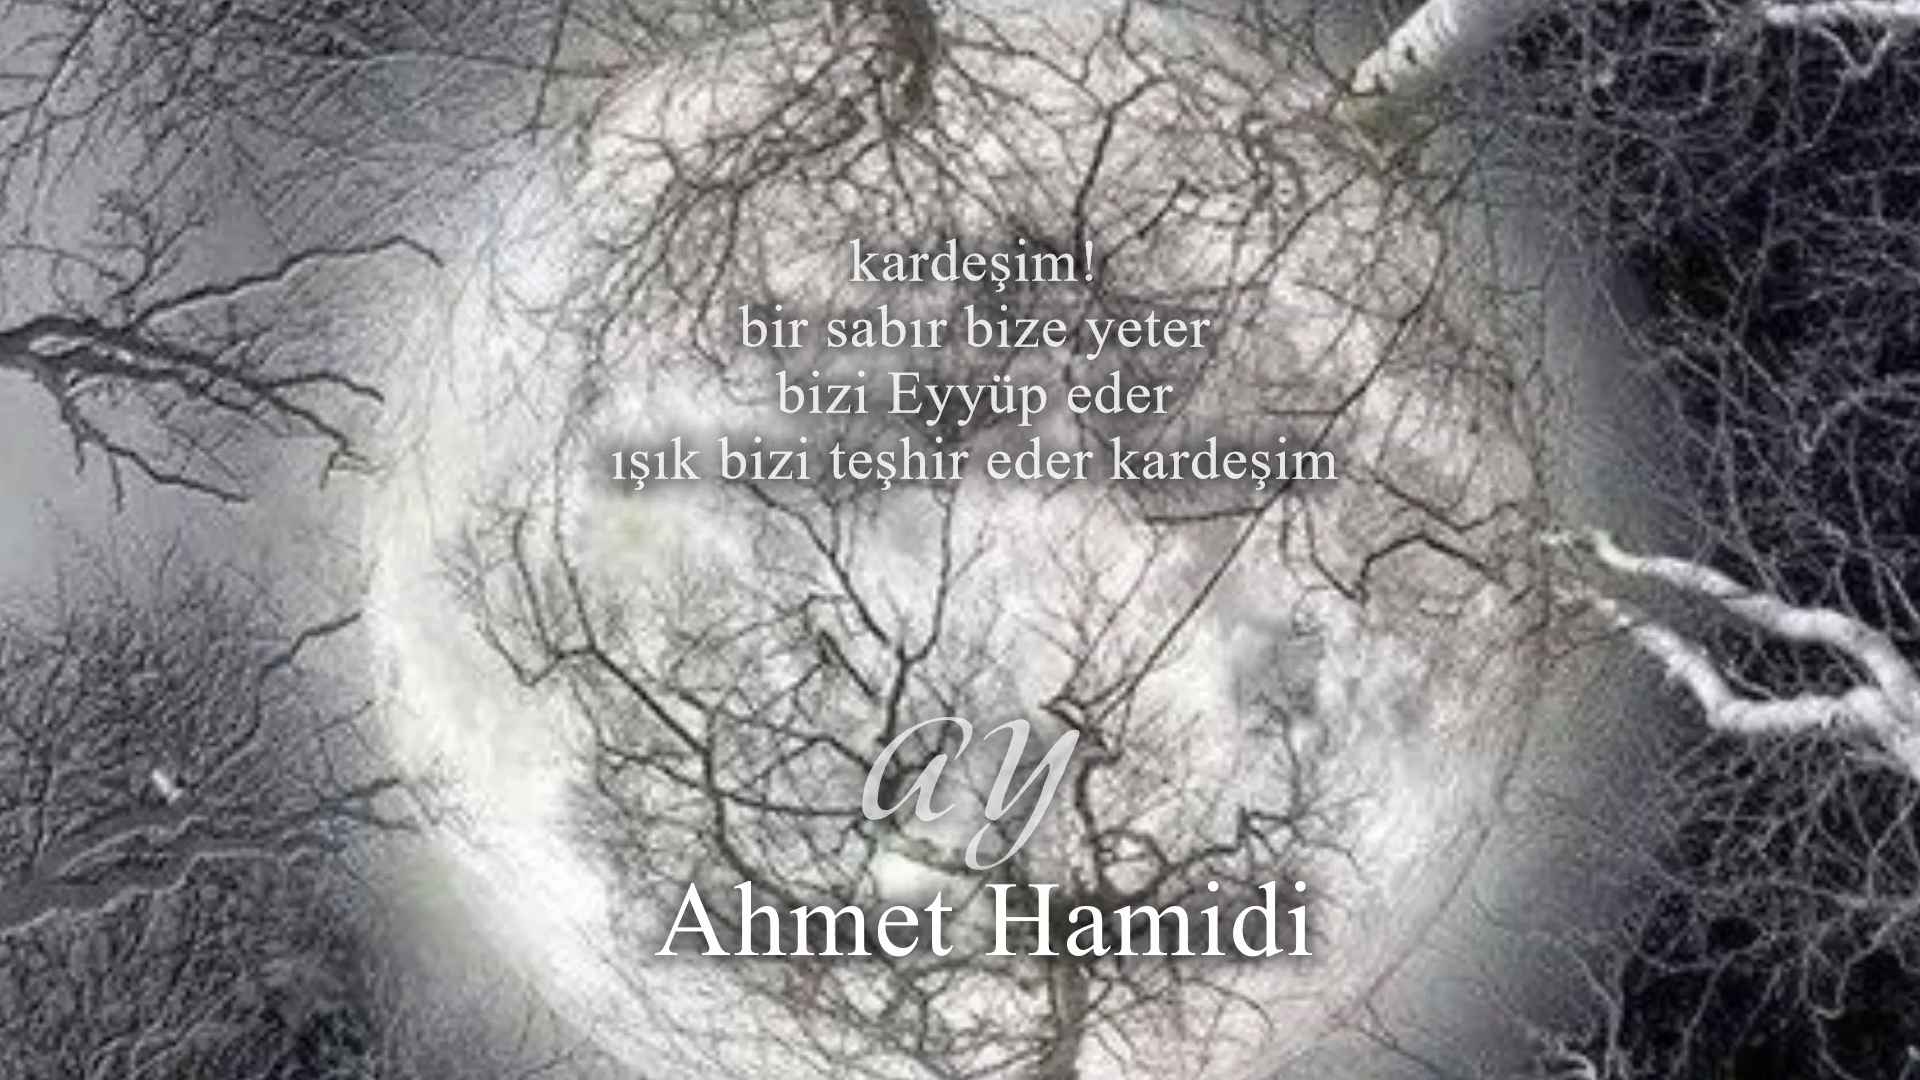 kardeşim!
bir sabır bize yeter
bizi Eyyüp eder
ışık bizi teşhir eder kardeşim
ay
Ahmet Hamidi